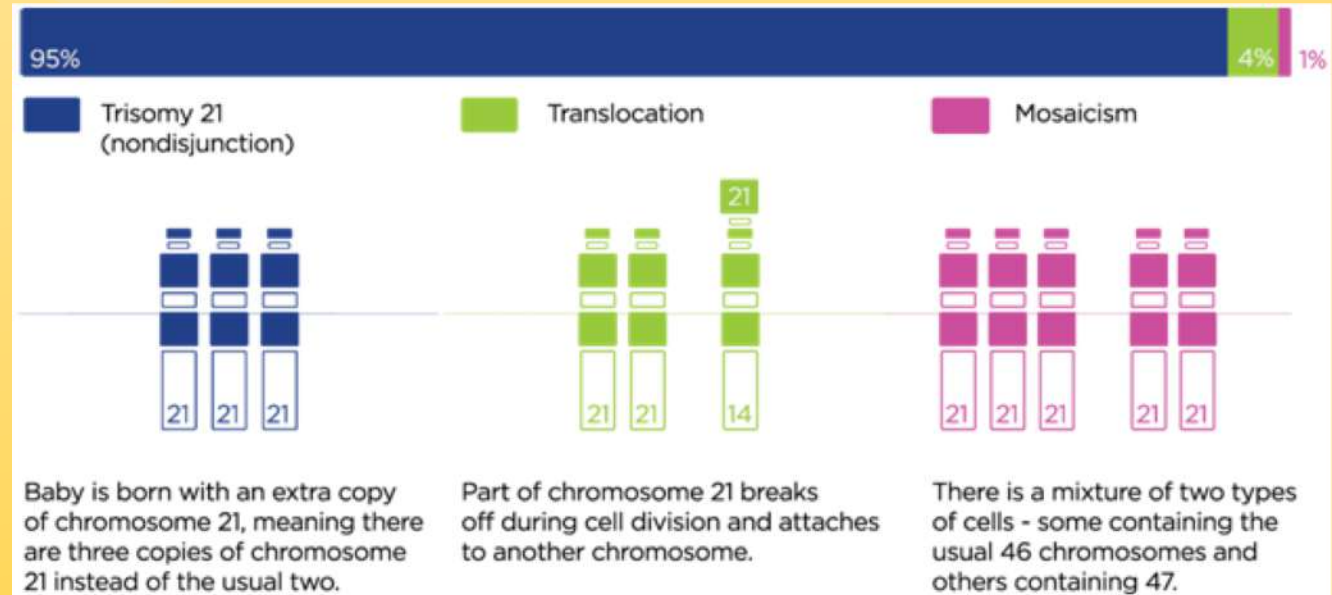 95%
4%
1%
Trisomy 21
(nondisjunction)
Translocation
Mosaicism
21
21 21 21
21 21 14
21 21 21 21 21
Baby is born with an extra copy
of chromosome 21, meaning there
are three copies of chromosome
21 instead of the usual two.
Part of chromosome 21 breaks
off during cell division and attaches
to another chromosome.
There is a mixture of two types
of cells - some containing the
usual 46 chromosomes and
others containing 47.